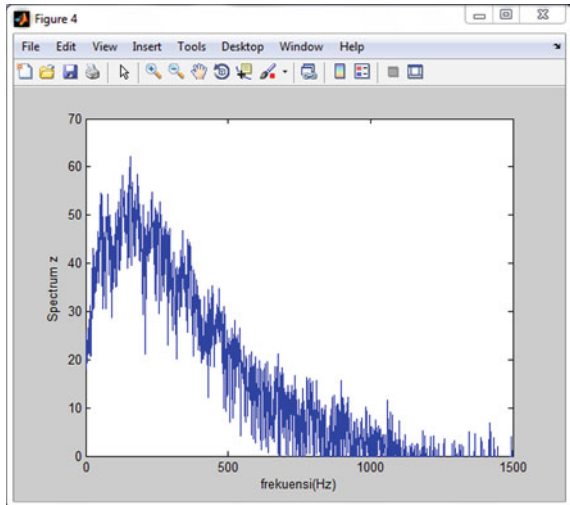 Figure 4
File Edit View Insert Tools Desktop Window Help
70
60
50
40
30
20
10
0
Spectrum z
0 500 1000 1500
frekuensi(Hz)